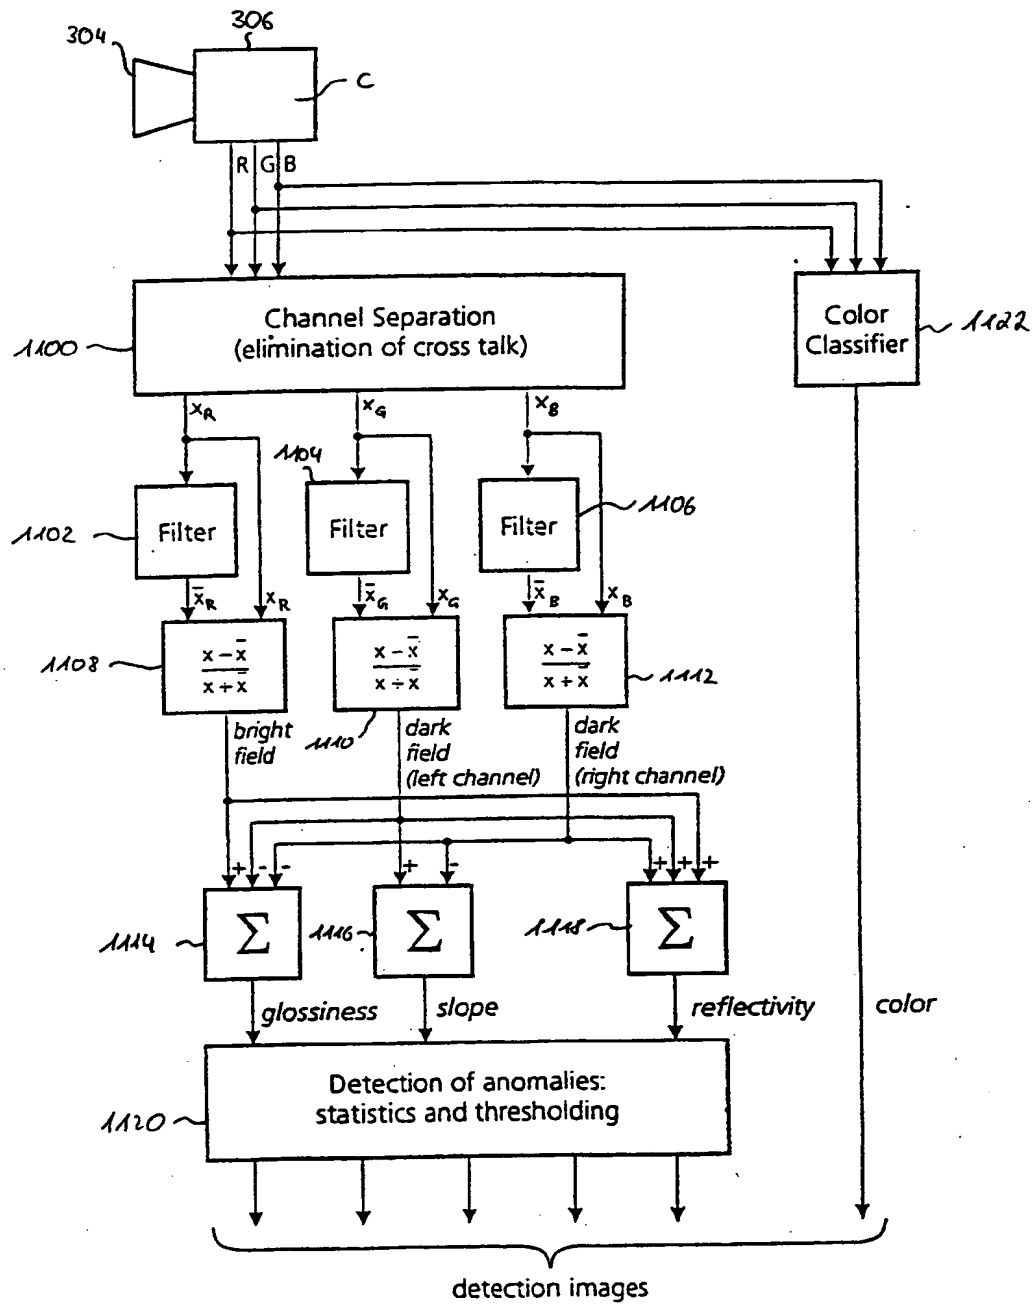 306
304
C
R G B
Channel Separation
(elimination of cross talk)
1100
Color
Classifier
1122
x_R
x_G
x_B
1104
1102
Filter
Filter
Filter
1106
x̄_R
x_R
x̄_G
x_G
x̄_B
x_B
1108
x – x̄
x + x̄
x – x̄
x ÷ x̄
x – x̄
x + x̄
1112
1110
bright
field
dark
field
(left channel)
dark
field
(right channel)
+ - -
+ -
+ + +
1114
Σ
1116
Σ
1118
Σ
glossiness
slope
reflectivity
color
1120
Detection of anomalies:
statistics and thresholding
detection images